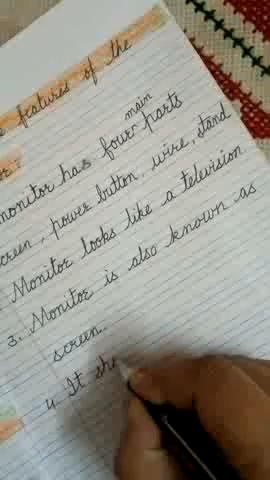 features of the
main
monitor has four parts
screen, power button, wire, stand
Monitor looks like a television
3. Monitor is also known as
screen.
4. It sho